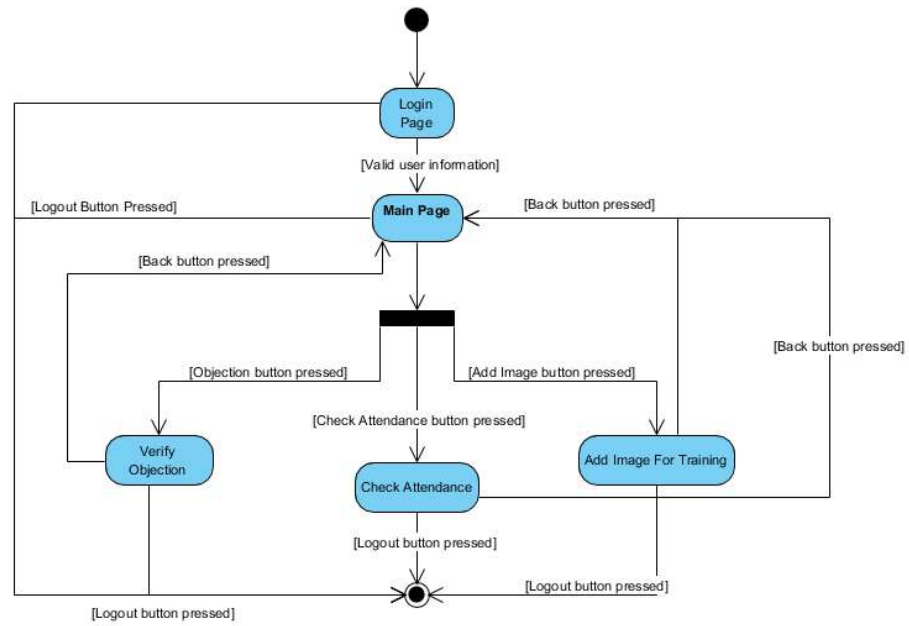 Login
Page
[Valid user information]
[Logout Button Pressed]
Main Page
[Back button pressed]
[Back button pressed]
[Back button pressed]
[Objection button pressed]
[Add Image button pressed]
[Check Attendance button pressed]
Verify
Objection
Add Image For Training
Check Attendance
[Logout button pressed]
[Logout button pressed]
[Logout button pressed]